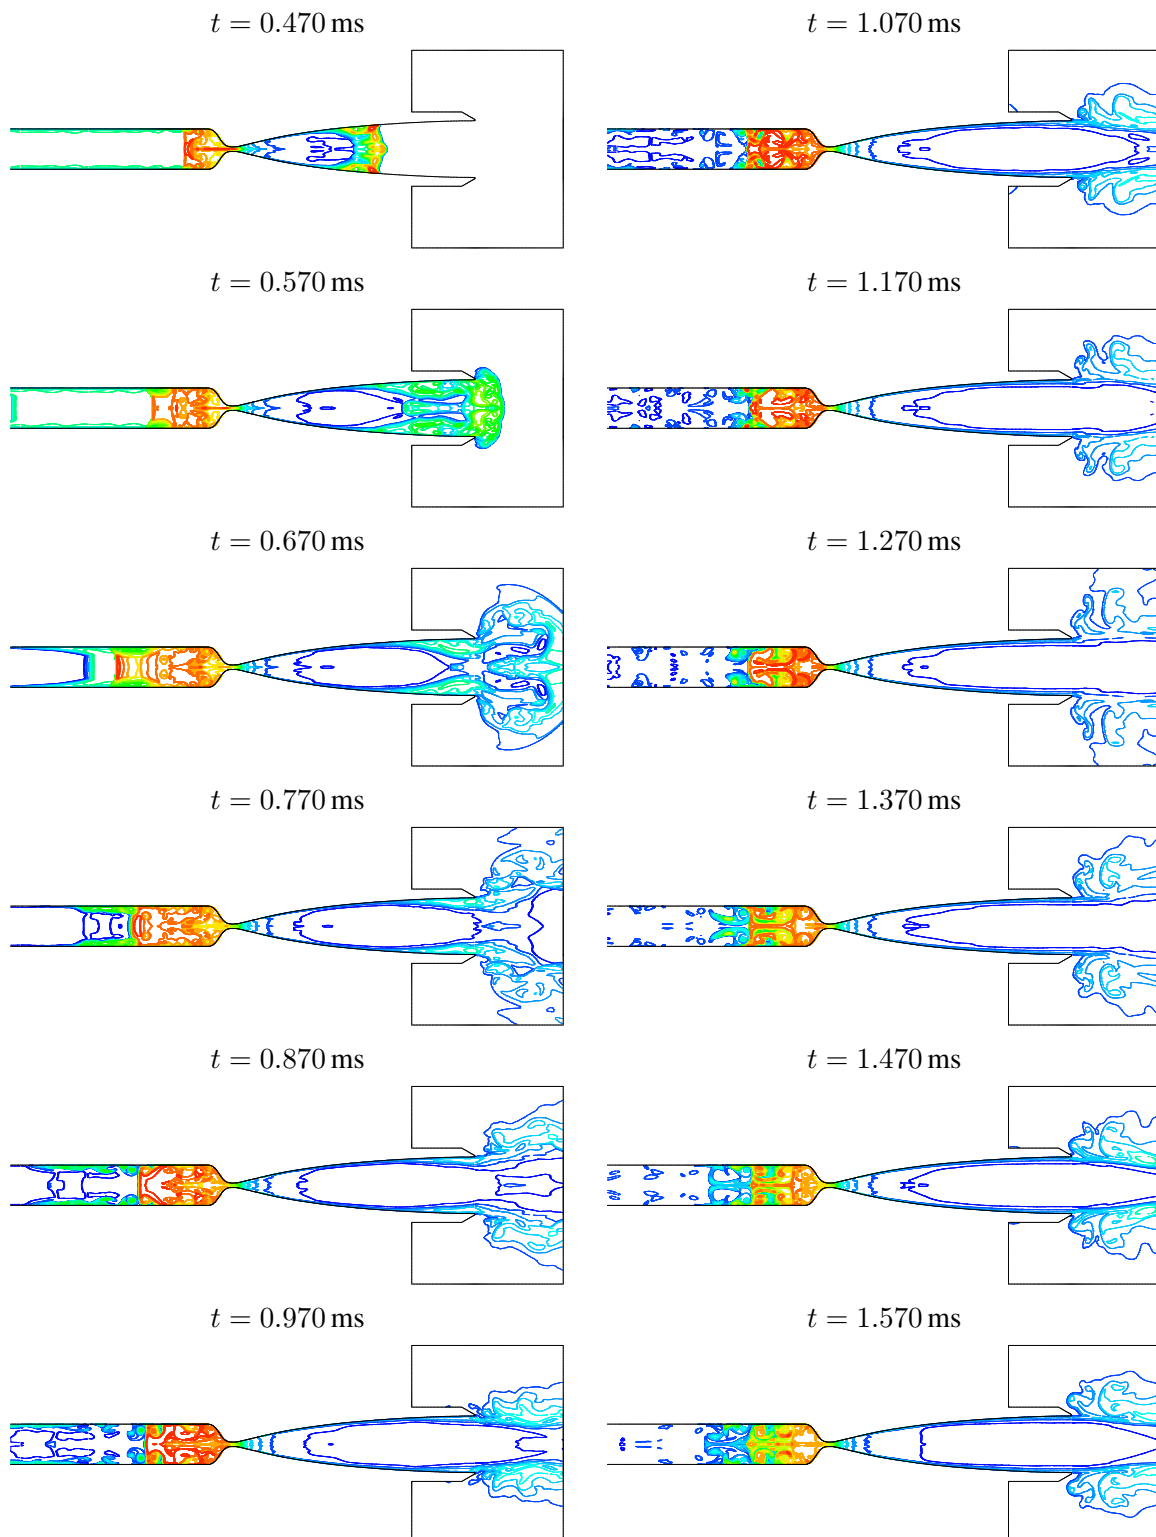 t = 0.470 ms
t = 1.070 ms
t = 0.570 ms
t = 1.170 ms
t = 0.670 ms
t = 1.270 ms
t = 0.770 ms
t = 1.370 ms
t = 0.870 ms
t = 1.470 ms
t = 0.970 ms
t = 1.570 ms